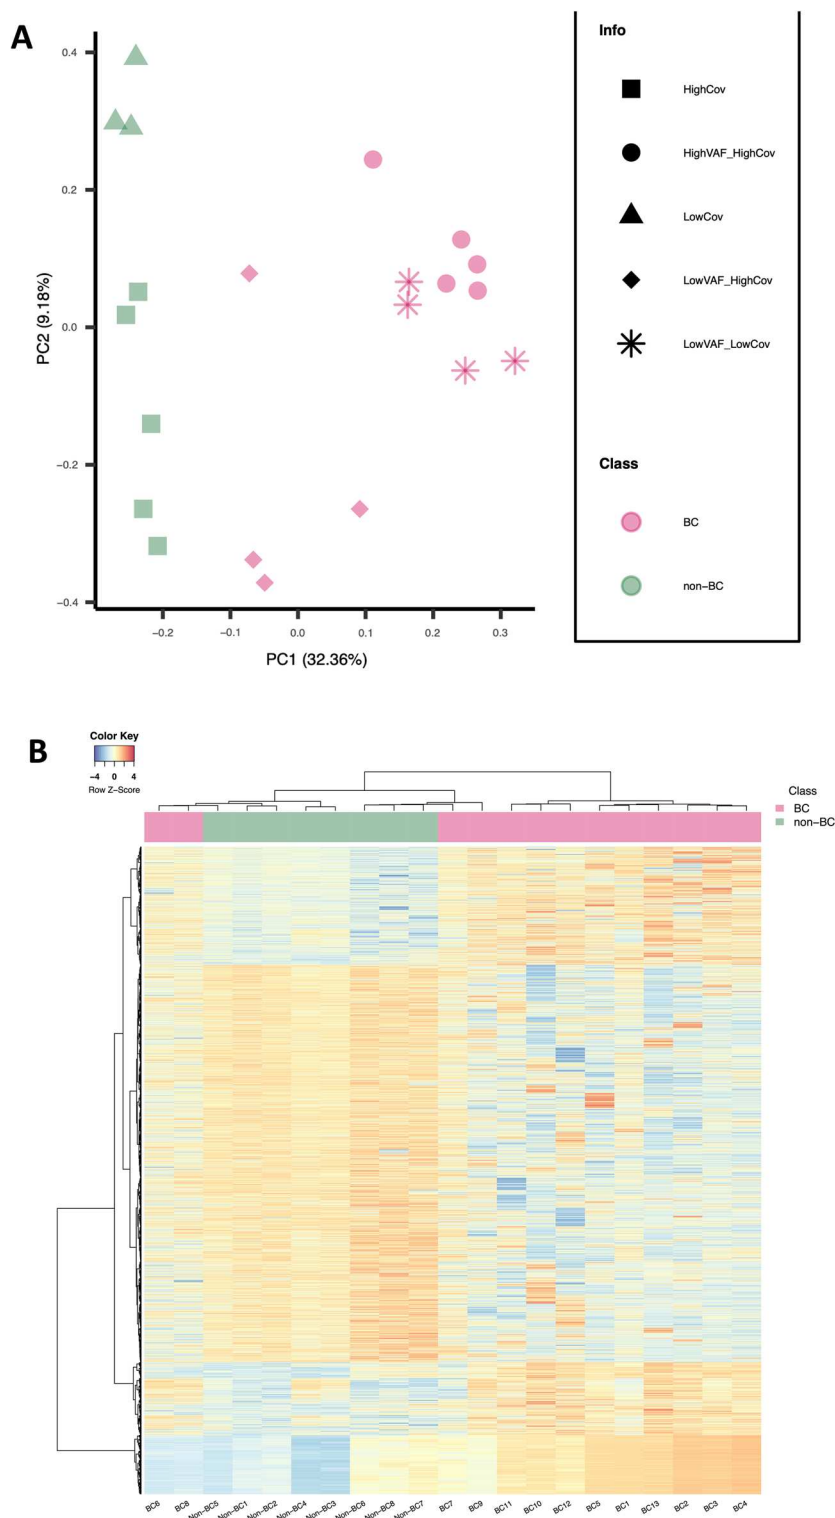 A
0.4
0.2
0.0
−0.2
−0.4
PC2 (9.18%)
−0.2 −0.1 0.0 0.1 0.2 0.3
PC1 (32.36%)
Info
HighCov
HighVAF_HighCov
LowCov
LowVAF_HighCov
LowVAF_LowCov
Class
BC
non−BC
B
Color Key
−4 0 4
Row Z−Score
Class
BC
non−BC
BC6 BC8 Non−BC5 Non−BC1 Non−BC2 Non−BC4 Non−BC3 Non−BC6 Non−BC8 Non−BC7 BC7 BC9 BC11 BC10 BC12 BC5 BC1 BC13 BC2 BC3 BC4